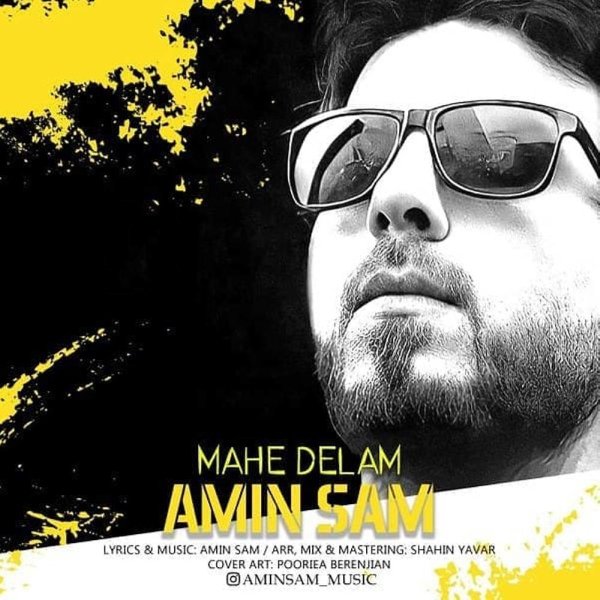 MAHE DELAM
AMIN SAM
LYRICS & MUSIC: AMIN SAM / ARR, MIX & MASTERING: SHAHIN YAVAR
COVER ART: POORIEA BERENJIAN
AMINSAM_MUSIC